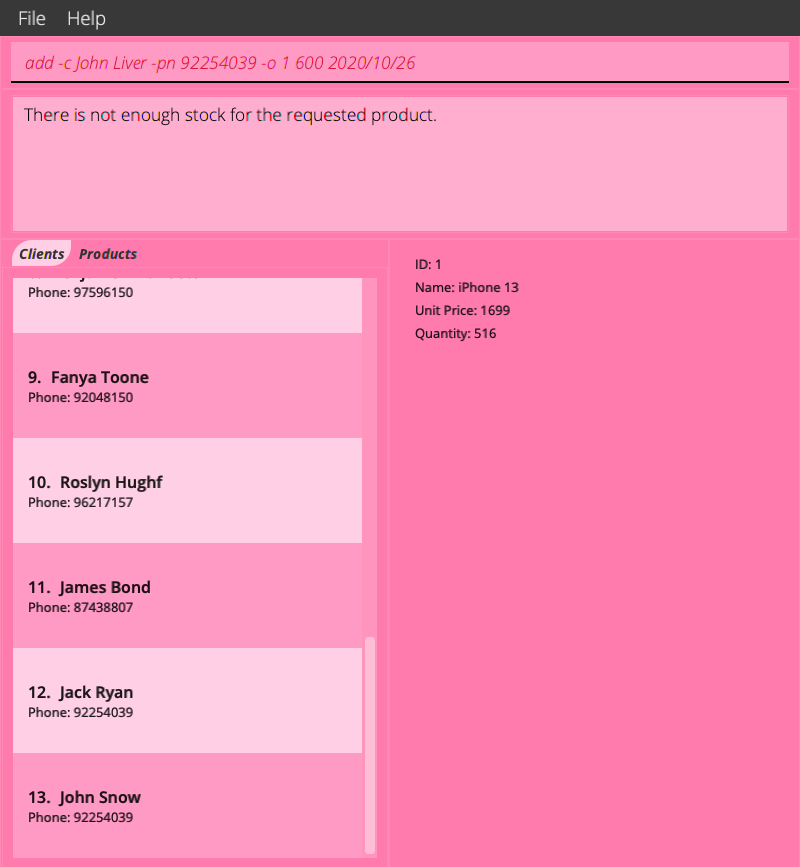 File Help
add -c John Liver -pn 92254039 -o 1 600 2020/10/26
There is not enough stock for the requested product.
Clients Products
Phone: 97596150
9. Fanya Toone
Phone: 92048150
10. Roslyn Hughf
Phone: 96217157
11. James Bond
Phone: 87438807
12. Jack Ryan
Phone: 92254039
13. John Snow
Phone: 92254039
ID: 1
Name: iPhone 13
Unit Price: 1699
Quantity: 516